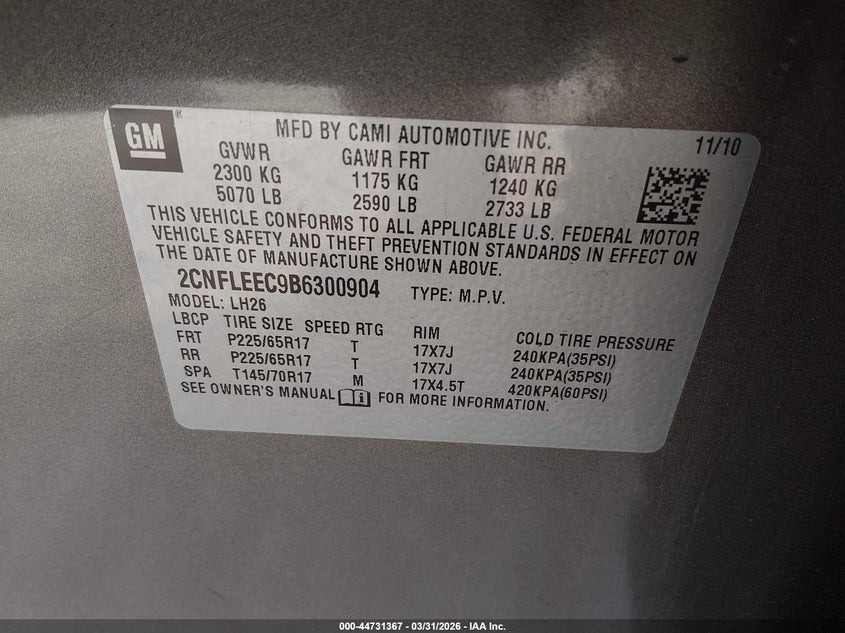 GM
MFD BY CAMI AUTOMOTIVE INC.
11/10
GVWR GAWR FRT GAWR RR
2300 KG 1175 KG 1240 KG
5070 LB 2590 LB 2733 LB
THIS VEHICLE CONFORMS TO ALL APPLICABLE U.S. FEDERAL MOTOR
VEHICLE SAFETY AND THEFT PREVENTION STANDARDS IN EFFECT ON
THE DATE OF MANUFACTURE SHOWN ABOVE.
2CNFLEEC9B6300904 TYPE: M.P.V.
MODEL: LH26
LBCP TIRE SIZE SPEED RTG RIM COLD TIRE PRESSURE
FRT P225/65R17 T 17X7J 240KPA(35PSI)
RR P225/65R17 T 17X7J 240KPA(35PSI)
SPA T145/70R17 M 17X4.5T 420KPA(60PSI)
SEE OWNER'S MANUAL i FOR MORE INFORMATION.
000-44731367 - 03/31/2026 - IAA Inc.